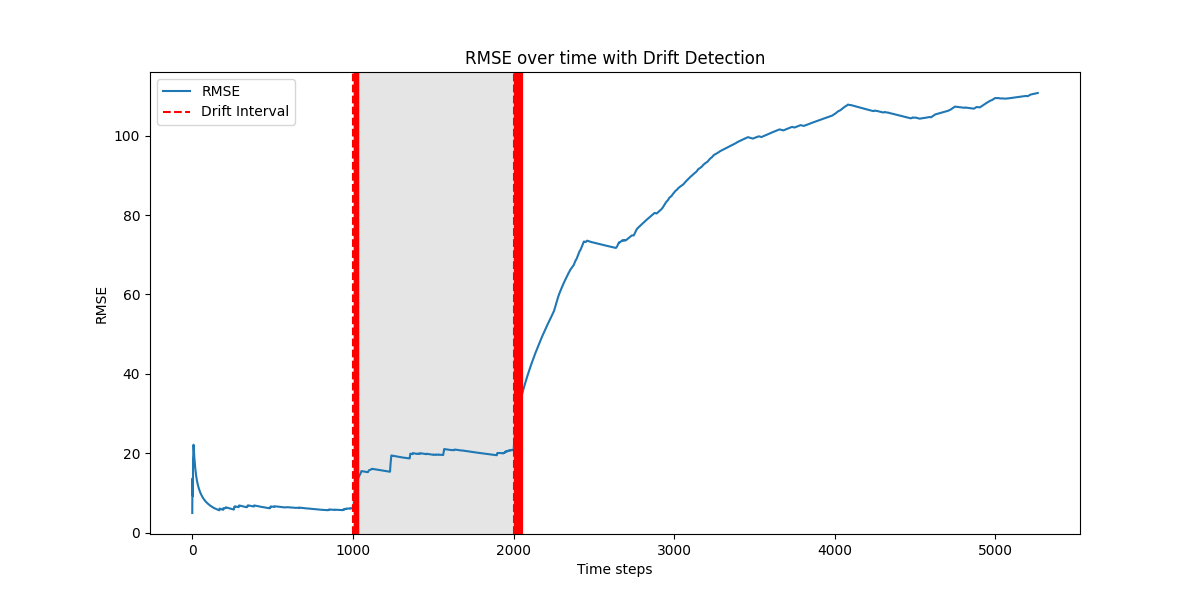 RMSE over time with Drift Detection
RMSE
Drift Interval
100
80
60
40
20
0
RMSE
0 1000 2000 3000 4000 5000
Time steps